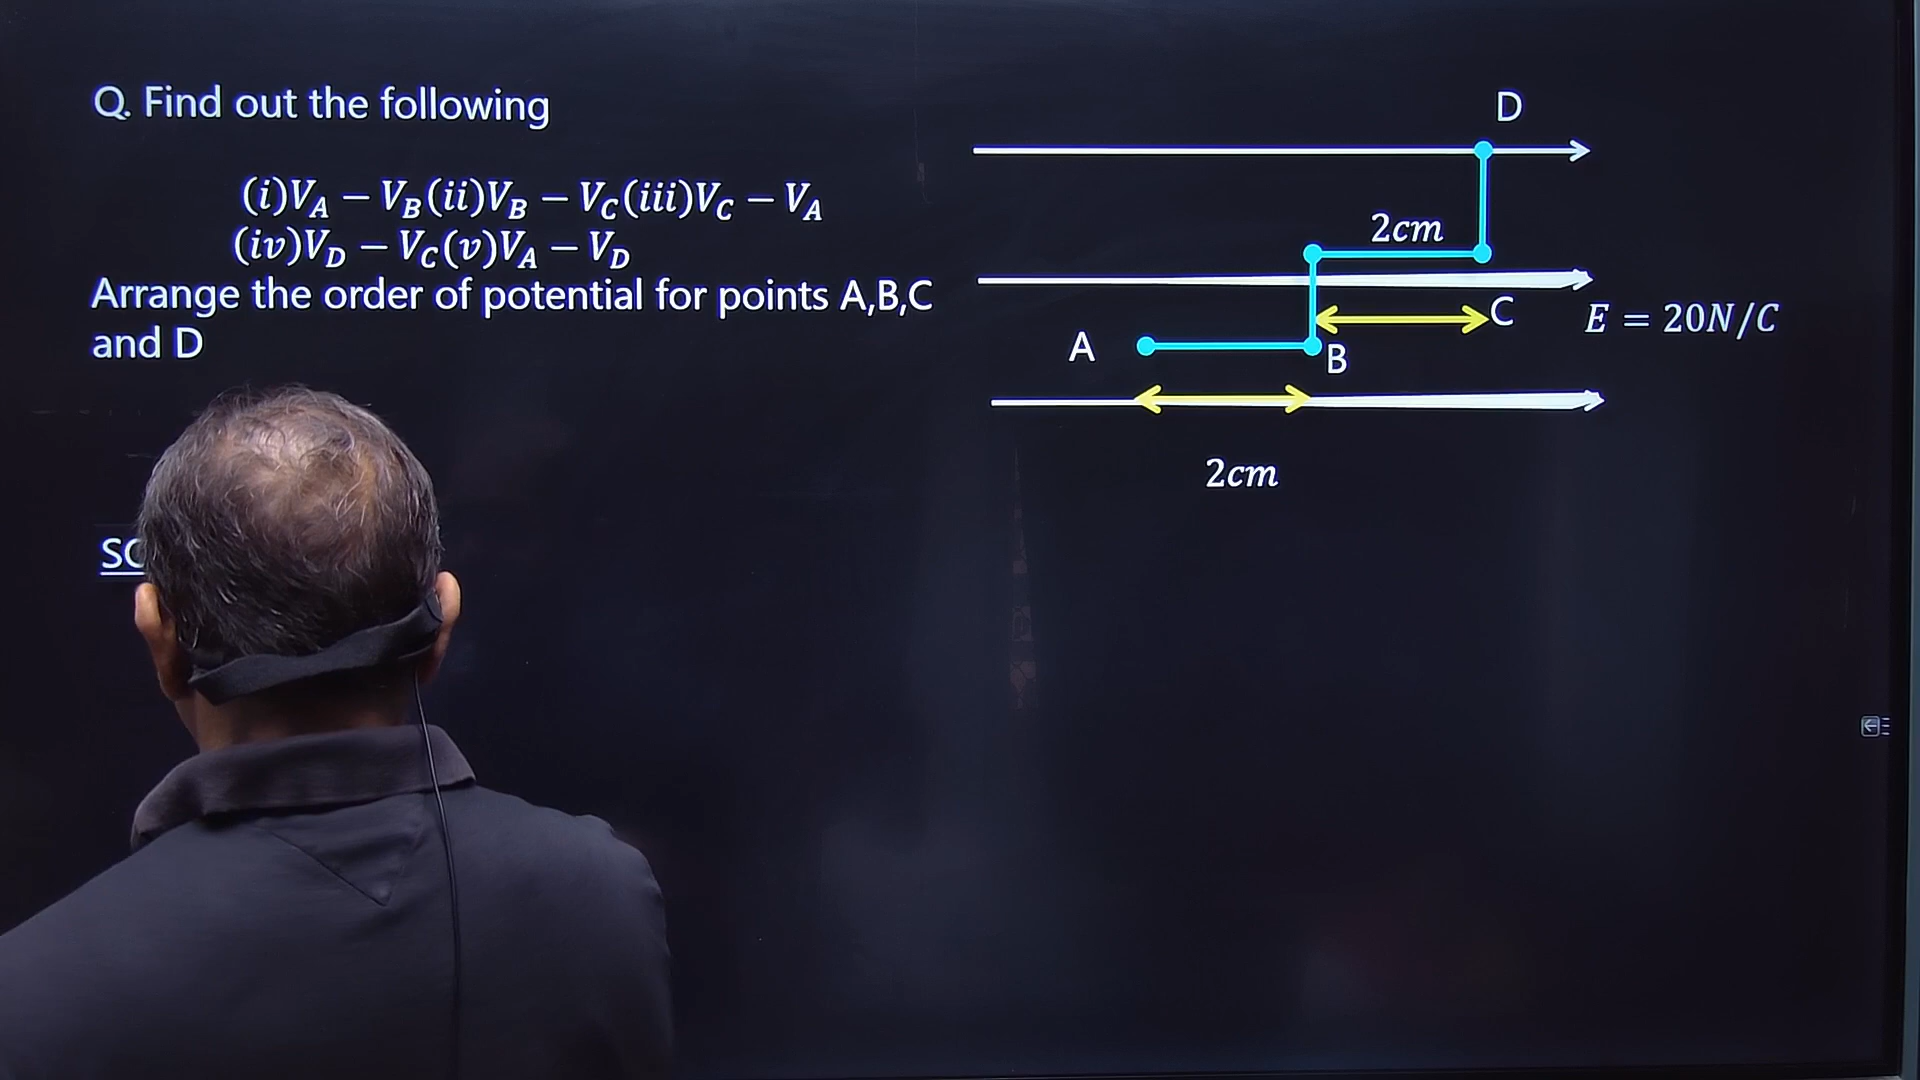 Q. Find out the following
(i)V_A − V_B(ii)V_B − V_C(iii)V_C − V_A
(iv)V_D − V_C(v)V_A − V_D
Arrange the order of potential for points A,B,C
and D
D
2cm
C
E = 20N/C
A
B
2cm